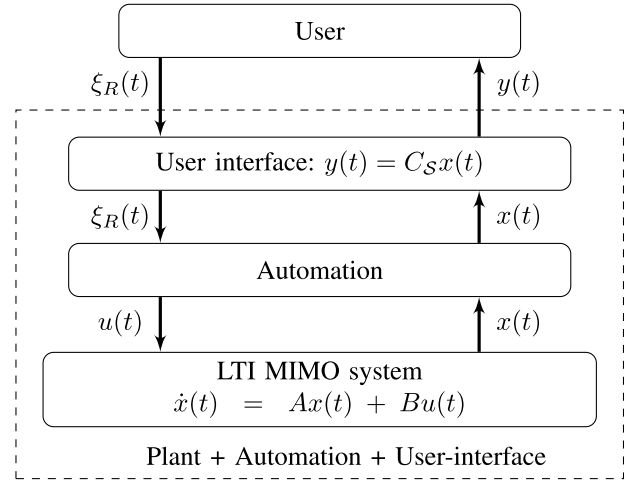 User
ξ_R(t) y(t)
User interface: y(t) = C_𝒮x(t)
ξ_R(t) x(t)
Automation
u(t) x(t)
LTI MIMO system
ẋ(t) = Ax(t) + Bu(t)
Plant + Automation + User-interface